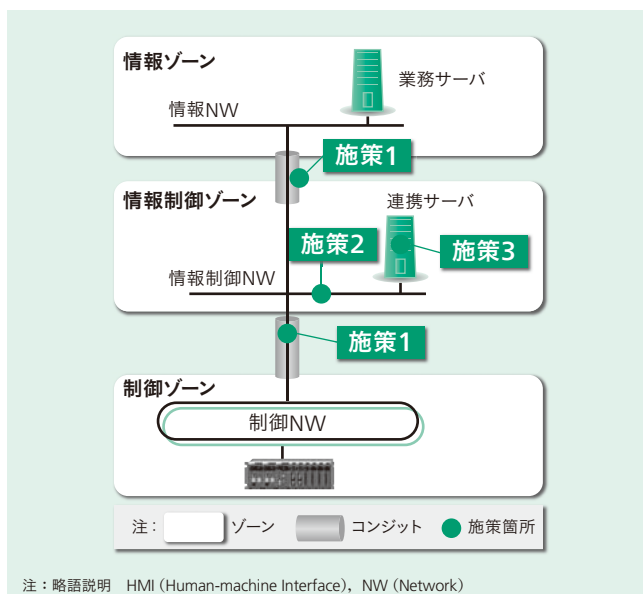 情報ゾーン
業務サーバ
情報NW
施策1
情報制御ゾーン
連携サーバ
施策2
施策3
情報制御NW
施策1
制御ゾーン
制御NW
注： ゾーン コンジット 施策箇所
注：略語説明 HMI（Human-machine Interface），NW（Network）